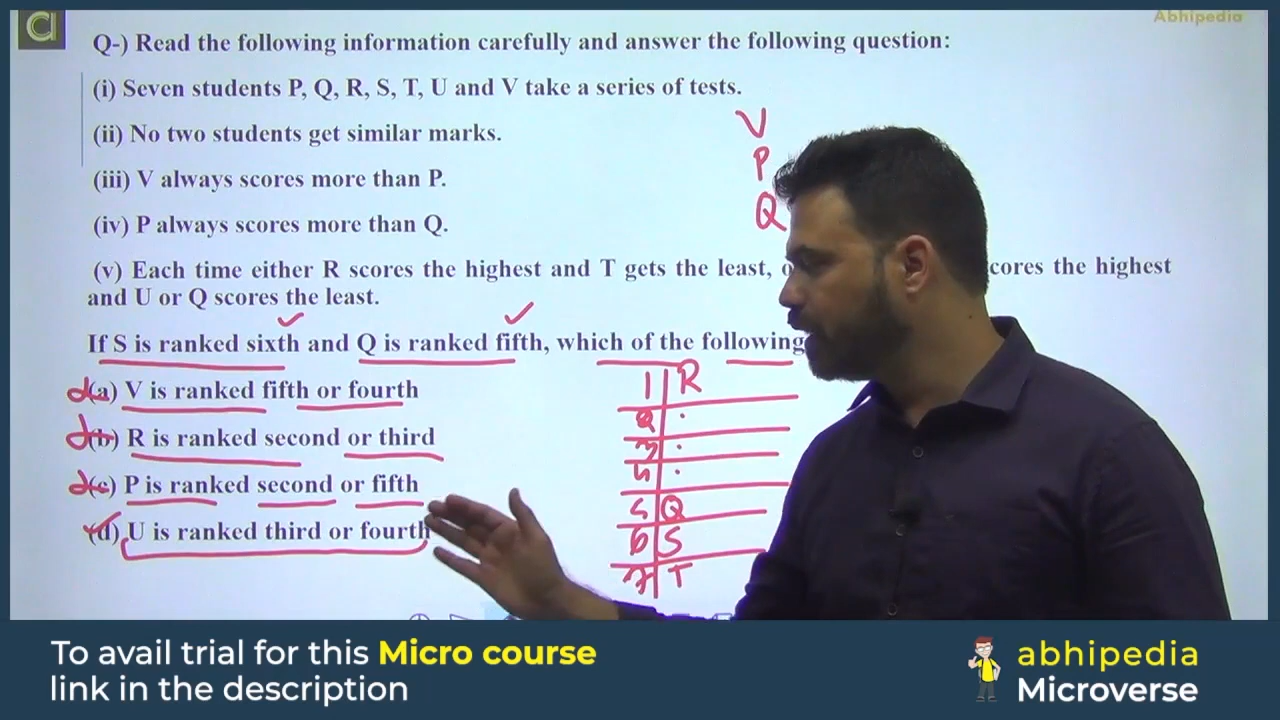 a
Abhipedia
Q-) Read the following information carefully and answer the following question:
(i) Seven students P, Q, R, S, T, U and V take a series of tests.
(ii) No two students get similar marks.
V
(iii) V always scores more than P.
P
(iv) P always scores more than Q.
Q
(v) Each time either R scores the highest and T gets the least, cores the highest
and U or Q scores the least.
If S is ranked sixth and Q is ranked fifth, which of the following
(a) V is ranked fifth or fourth
1 R
2 .
(b) R is ranked second or third
3 .
4 .
(c) P is ranked second or fifth
5 Q
(d) U is ranked third or fourth
6 S
7 T
To avail trial for this Micro course
link in the description
abhipedia
Microverse